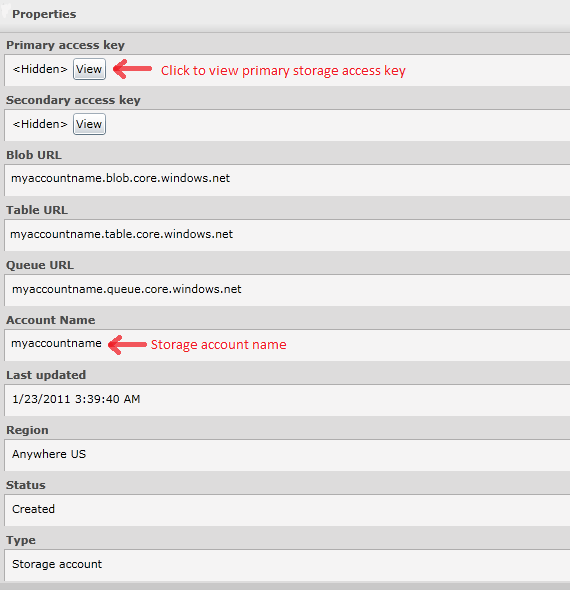 Properties
Primary access key
<Hidden> View Click to view primary storage access key
Secondary access key
<Hidden> View
Blob URL
myaccountname.blob.core.windows.net
Table URL
myaccountname.table.core.windows.net
Queue URL
myaccountname.queue.core.windows.net
Account Name
myaccountname Storage account name
Last updated
1/23/2011 3:39:40 AM
Region
Anywhere US
Status
Created
Type
Storage account